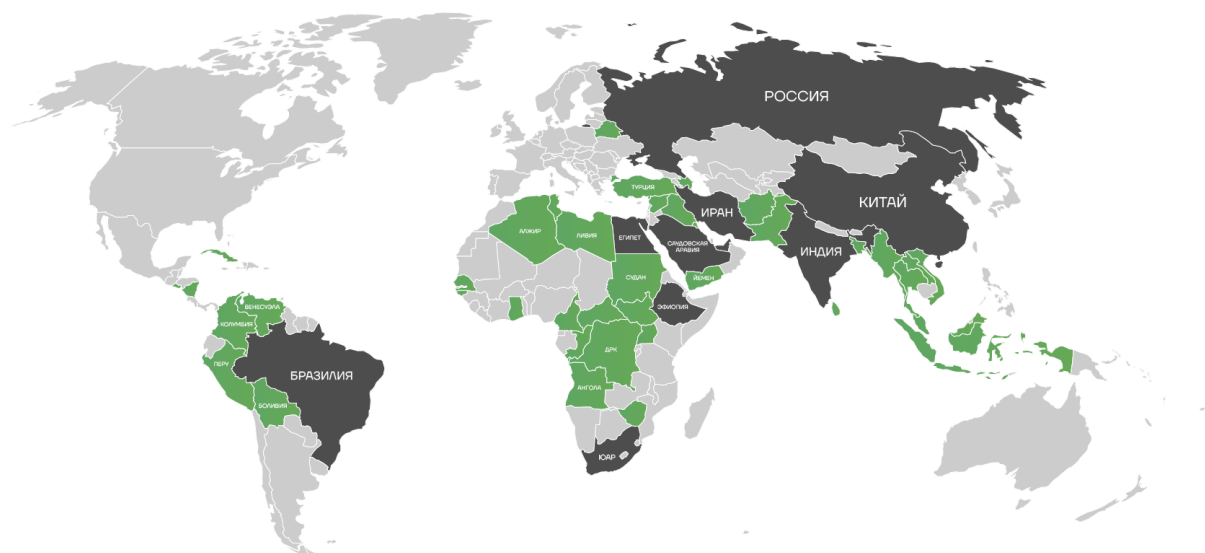 РОССИЯ
ТУРЦИЯ
КИТАЙ
ИРАН
АЛЖИР
ЛИВИЯ
ЕГИПЕТ
САУДОВСКАЯ
АРАВИЯ
ИНДИЯ
СУДАН
ЙЕМЕН
ВЕНЕСУЭЛА
ЭФИОПИЯ
КОЛУМБИЯ
ДРК
ПЕРУ
БРАЗИЛИЯ
АНГОЛА
БОЛИВИЯ
ЮАР